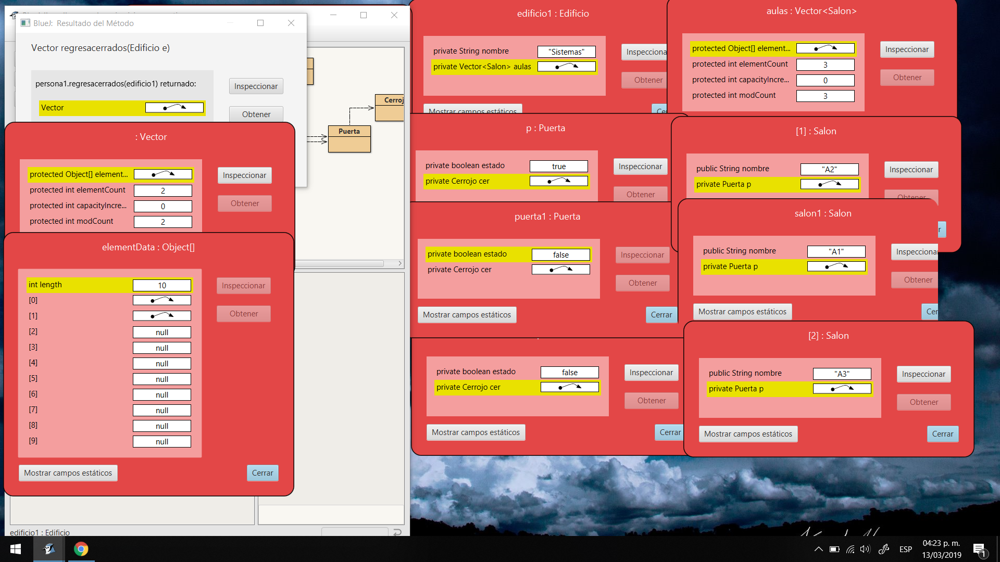 BlueJ: Resultado del Método
Vector regresacerrados(Edificio e)
persona1.regresacerrados(edificio1) returnado:
Vector
Inspeccionar
Obtener
Puerta
: Vector
protected Object[] element...
protected int elementCount 2
protected int capacityIncre... 0
protected int modCount 2
Inspeccionar
Obtener
elementData : Object[]
int length 10
[0]
[1]
[2] null
[3] null
[4] null
[5] null
[6] null
[7] null
[8] null
[9] null
Inspeccionar
Obtener
Mostrar campos estáticos
Cerrar
edificio1 : Edificio
edificio1 : Edificio
private String nombre "Sistemas"
private Vector<Salon> aulas
Obtener
Mostrar campos estáticos
aulas : Vector<Salon>
protected Object[] element...
protected int elementCount 3
protected int capacityIncre... 0
protected int modCount 3
Inspeccionar
Obtener
p : Puerta
private boolean estado true
private Cerrojo cer
Inspeccionar
Obtener
[1] : Salon
public String nombre "A2"
private Puerta p
Inspeccionar
Obtener
puerta1 : Puerta
private boolean estado false
private Cerrojo cer
Inspeccionar
Obtener
Mostrar campos estáticos
Cerrar
salon1 : Salon
public String nombre "A1"
private Puerta p
Obtener
Mostrar campos estáticos
private boolean estado false
private Cerrojo cer
Inspeccionar
Obtener
Mostrar campos estáticos
Cerrar
[2] : Salon
public String nombre "A3"
private Puerta p
Inspeccionar
Obtener
Mostrar campos estáticos
Cerrar
ESP
04:23 p. m.
13/03/2019
1